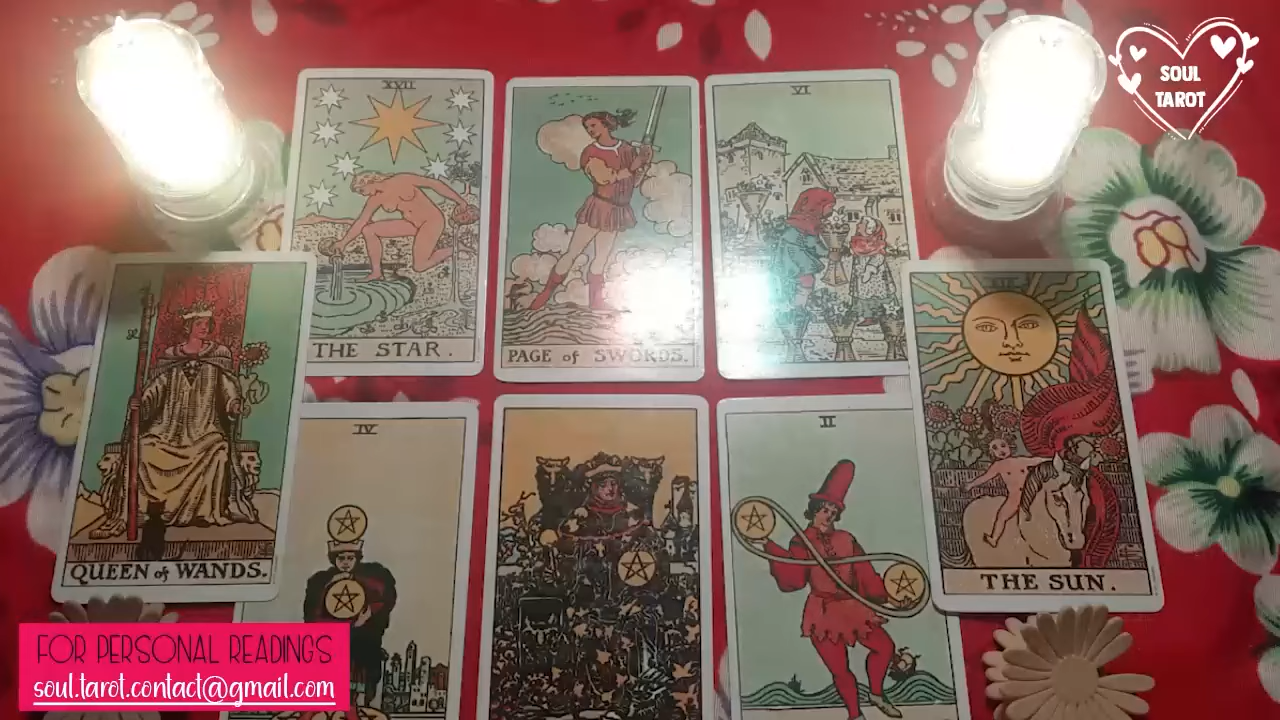 SOUL
TAROT
XVII
THE STAR.
PAGE of SWORDS.
VI
QUEEN of WANDS.
IV
II
THE SUN.
FOR PERSONAL READINGS
soul.tarot.contact@gmail.com